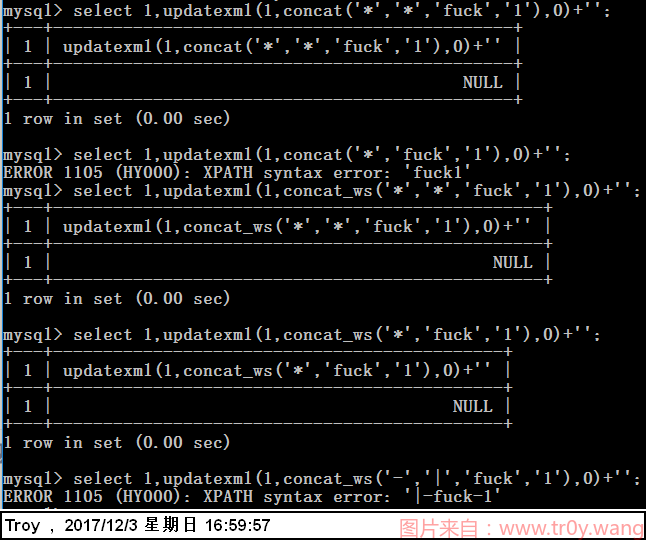 mysql> select 1,updatexml(1,concat('*','*','fuck','1'),0)+'';
+---+----------------------------------------------+
| 1 | updatexml(1,concat('*','*','fuck','1'),0)+'' |
+---+----------------------------------------------+
| 1 |                                         NULL |
+---+----------------------------------------------+
1 row in set (0.00 sec)
mysql> select 1,updatexml(1,concat('*','fuck','1'),0)+'';
ERROR 1105 (HY000): XPATH syntax error: 'fuck1'
mysql> select 1,updatexml(1,concat_ws('*','*','fuck','1'),0)+'';
+---+-------------------------------------------------+
| 1 | updatexml(1,concat_ws('*','*','fuck','1'),0)+'' |
+---+-------------------------------------------------+
| 1 |                                            NULL |
+---+-------------------------------------------------+
1 row in set (0.00 sec)
mysql> select 1,updatexml(1,concat_ws('*','fuck','1'),0)+'';
+---+---------------------------------------------+
| 1 | updatexml(1,concat_ws('*','fuck','1'),0)+'' |
+---+---------------------------------------------+
| 1 |                                        NULL |
+---+---------------------------------------------+
1 row in set (0.00 sec)
mysql> select 1,updatexml(1,concat_ws('-','|','fuck','1'),0)+'';
ERROR 1105 (HY000): XPATH syntax error: '|-fuck-1'
Troy , 2017/12/3 星期日 16:59:57
图片来自：www.tr0y.wang